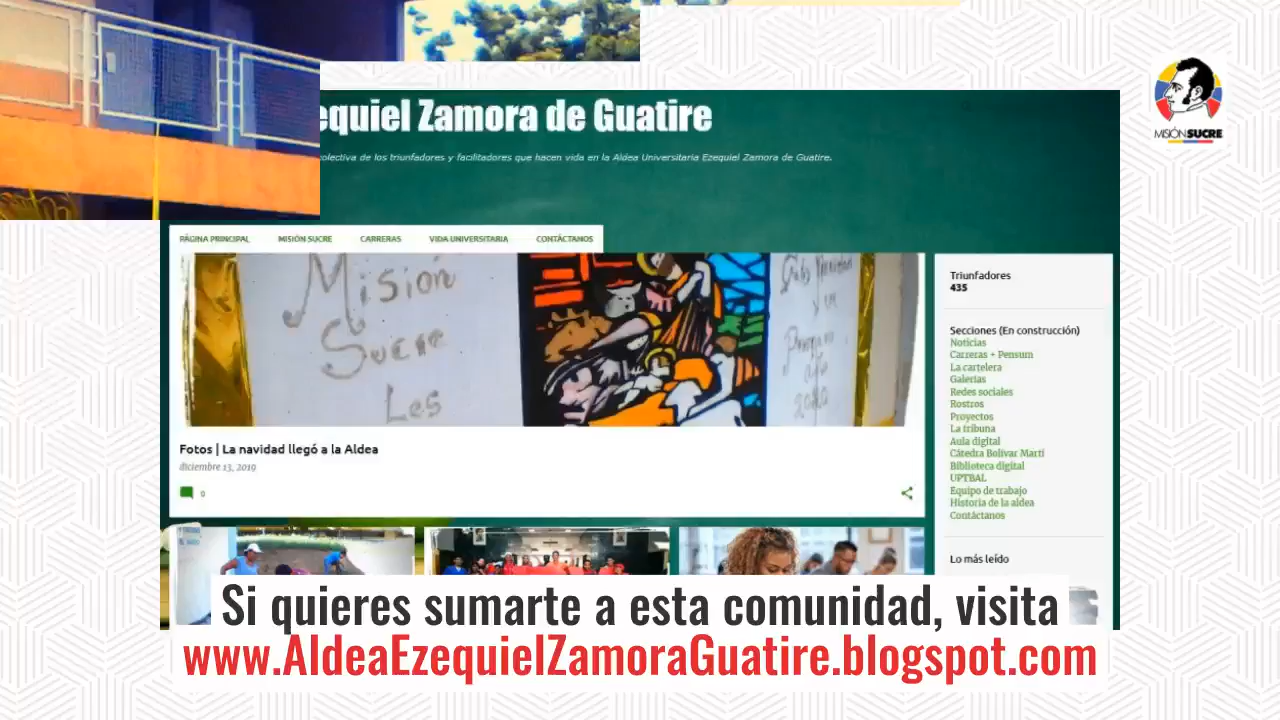 equiel Zamora de Guatire
colectiva de los triunfadores y facilitadores que hacen vida en la Aldea Universitaria Ezequiel Zamora de Guatire.
MISIÓN SUCRE
PÁGINA PRINCIPAL MISIÓN SUCRE CARRERAS VIDA UNIVERSITARIA CONTÁCTANOS
Misión
Sucre
Les
Fotos | La navidad llegó a la Aldea
diciembre 13, 2019
0
Triunfadores
435
Secciones (En construcción)
Noticias
Carreras + Pensum
La cartelera
Galerías
Redes sociales
Rostros
Proyectos
La tribuna
Aula digital
Cátedra Bolívar Martí
Biblioteca digital
UPTBAL
Equipo de trabajo
Historia de la aldea
Contáctanos
Lo más leído
Si quieres sumarte a esta comunidad, visita
www.AldeaEzequielZamoraGuatire.blogspot.com